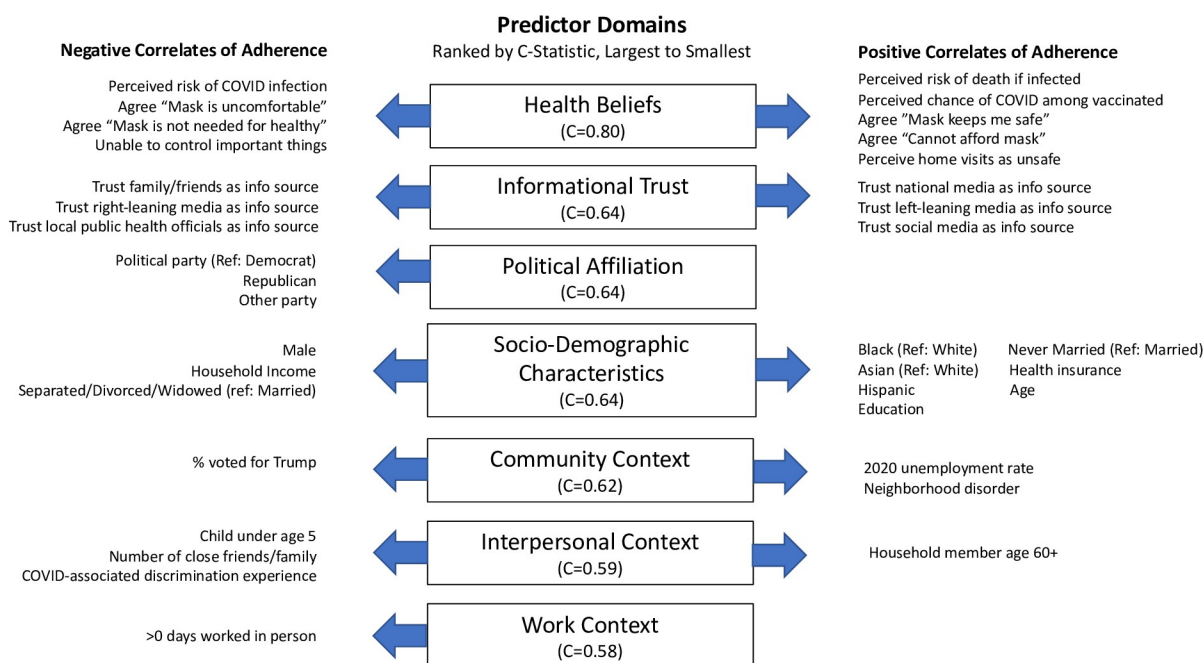 Predictor Domains
Ranked by C-Statistic, Largest to Smallest
Negative Correlates of Adherence
Positive Correlates of Adherence
Perceived risk of COVID infection
Agree “Mask is uncomfortable”
Agree “Mask is not needed for healthy”
Unable to control important things
Health Beliefs
(C=0.80)
Perceived risk of death if infected
Perceived chance of COVID among vaccinated
Agree ”Mask keeps me safe”
Agree “Cannot afford mask”
Perceive home visits as unsafe
Trust family/friends as info source
Trust right-leaning media as info source
Trust local public health officials as info source
Informational Trust
(C=0.64)
Trust national media as info source
Trust left-leaning media as info source
Trust social media as info source
Political party (Ref: Democrat)
Republican
Other party
Political Affiliation
(C=0.64)
Male
Household Income
Separated/Divorced/Widowed (ref: Married)
Socio-Demographic
Characteristics
(C=0.64)
Black (Ref: White)
Asian (Ref: White)
Hispanic
Education
Never Married (Ref: Married)
Health insurance
Age
% voted for Trump
Community Context
(C=0.62)
2020 unemployment rate
Neighborhood disorder
Child under age 5
Number of close friends/family
COVID-associated discrimination experience
Interpersonal Context
(C=0.59)
Household member age 60+
>0 days worked in person
Work Context
(C=0.58)